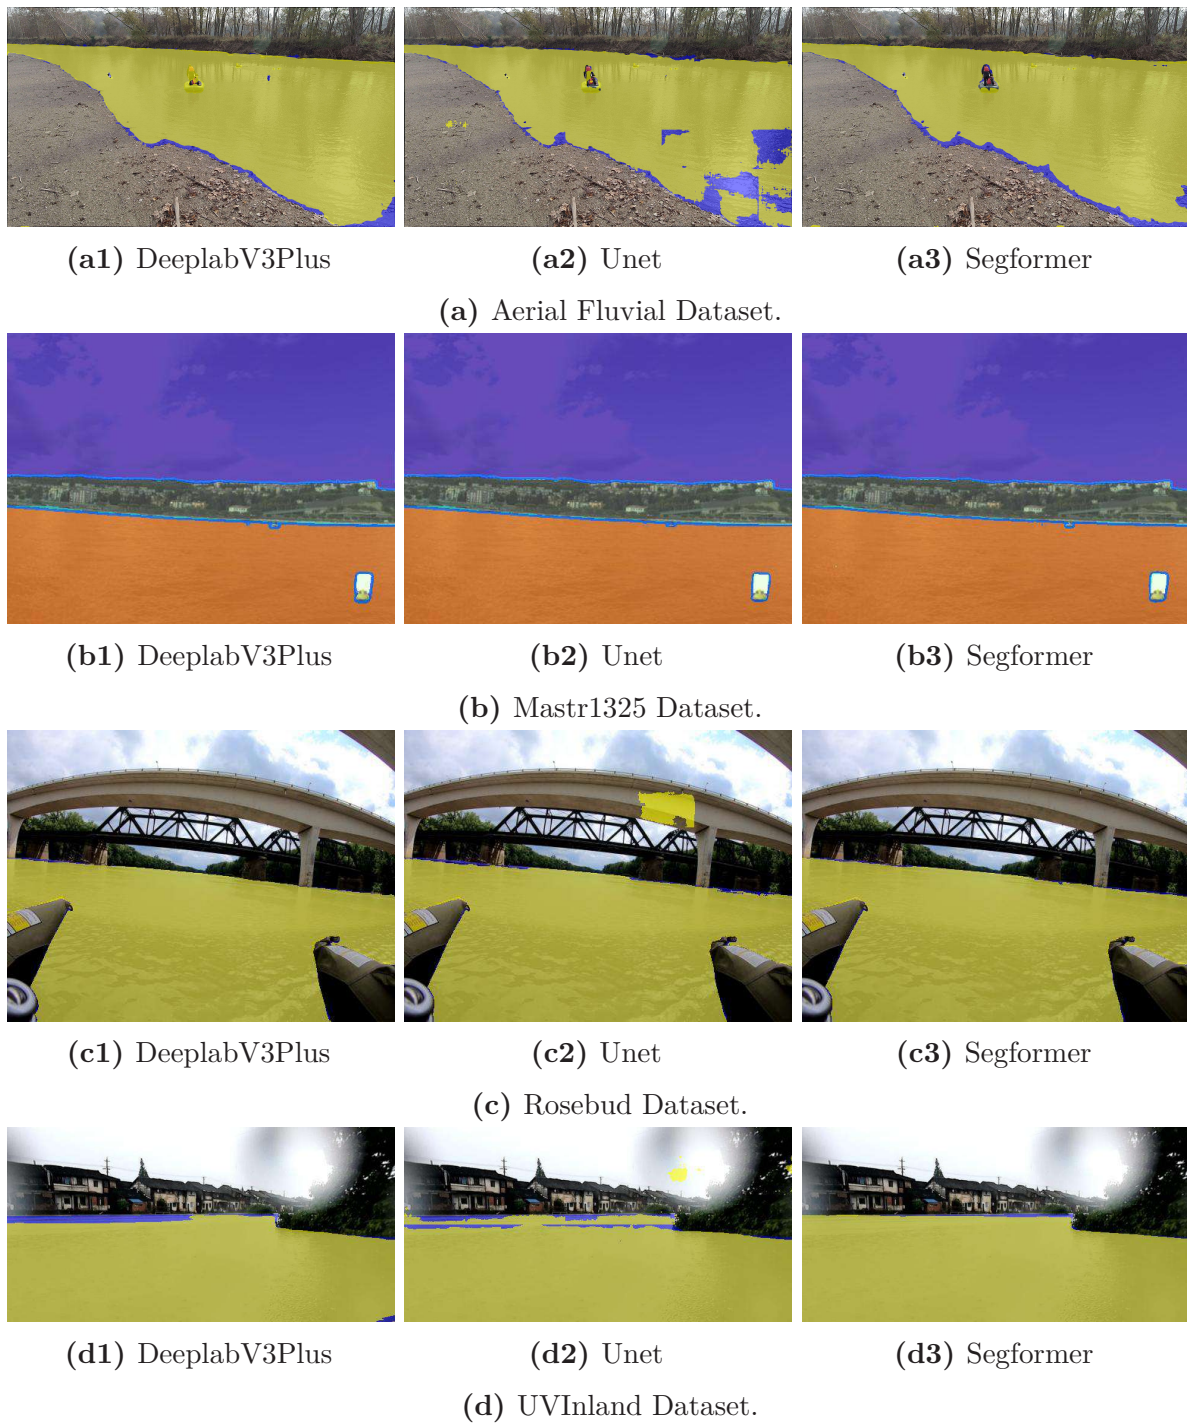 (a1) DeeplabV3Plus (a2) Unet (a3) Segformer
(a) Aerial Fluvial Dataset.
(b1) DeeplabV3Plus (b2) Unet (b3) Segformer
(b) Mastr1325 Dataset.
(c1) DeeplabV3Plus (c2) Unet (c3) Segformer
(c) Rosebud Dataset.
(d1) DeeplabV3Plus (d2) Unet (d3) Segformer
(d) UVInland Dataset.